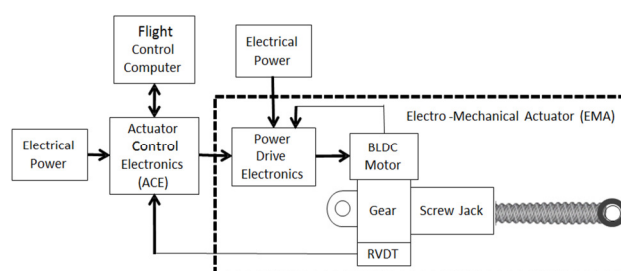 Flight
Control
Computer
Electrical
Power
Electro -Mechanical Actuator (EMA)
Electrical
Power
Actuator
Control
Electronics
(ACE)
Power
Drive
Electronics
BLDC
Motor
Gear
Screw Jack
RVDT